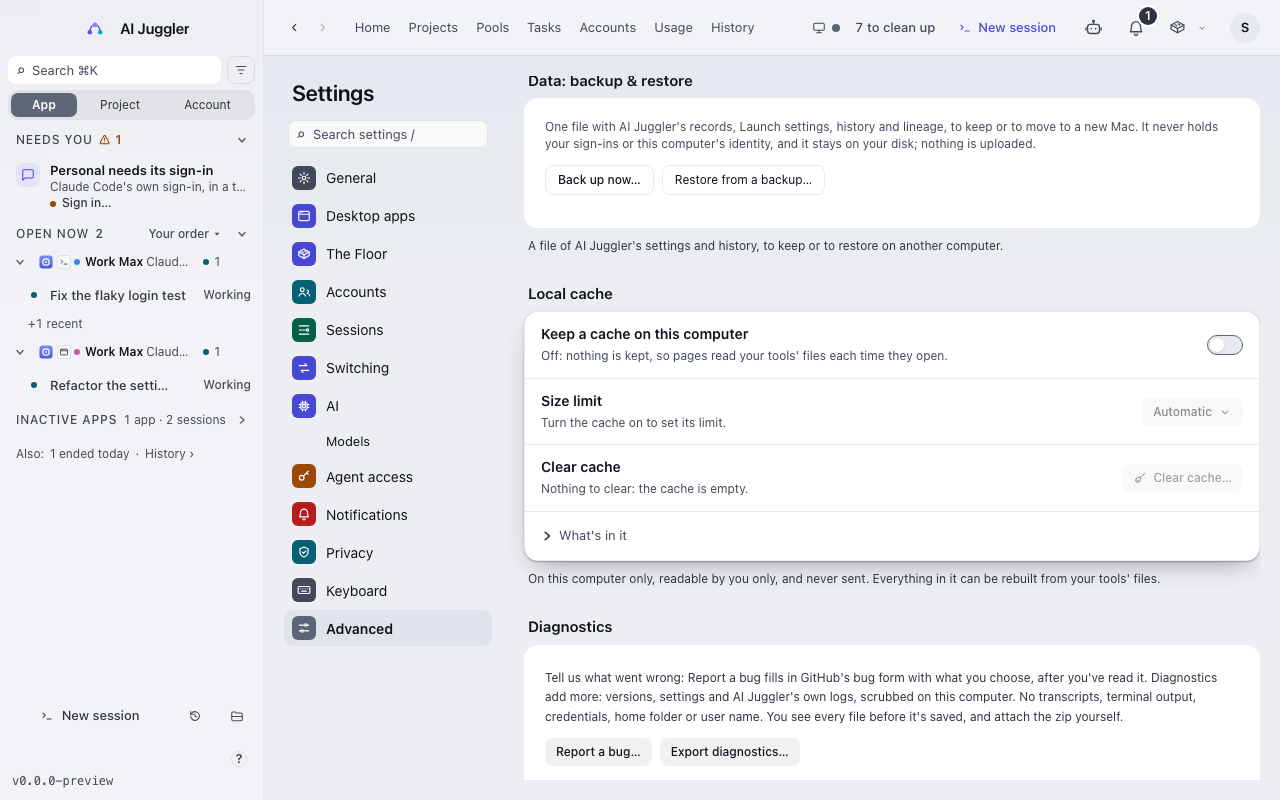 AI Juggler
Search ⌘K
App
Project
Account
NEEDS YOU 1
Personal needs its sign-in
Claude Code's own sign-in, in a t...
Sign in...
OPEN NOW 2
Your order
Work Max Claud...
1
Fix the flaky login test
Working
+1 recent
Work Max Claud...
1
Refactor the setti...
Working
INACTIVE APPS 1 app · 2 sessions
Also: 1 ended today · History ›
New session
?
v0.0.0-preview
Home
Projects
Pools
Tasks
Accounts
Usage
History
7 to clean up
New session
1
S
Settings
Search settings /
General
Desktop apps
The Floor
Accounts
Sessions
Switching
AI
Models
Agent access
Notifications
Privacy
Keyboard
Advanced
Data: backup & restore
One file with AI Juggler's records, Launch settings, history and lineage, to keep or to move to a new Mac. It never holds
your sign-ins or this computer's identity, and it stays on your disk; nothing is uploaded.
Back up now...
Restore from a backup...
A file of AI Juggler's settings and history, to keep or to restore on another computer.
Local cache
Keep a cache on this computer
Off: nothing is kept, so pages read your tools' files each time they open.
Size limit
Turn the cache on to set its limit.
Automatic
Clear cache
Nothing to clear: the cache is empty.
Clear cache...
What's in it
On this computer only, readable by you only, and never sent. Everything in it can be rebuilt from your tools' files.
Diagnostics
Tell us what went wrong: Report a bug fills in GitHub's bug form with what you choose, after you've read it. Diagnostics
add more: versions, settings and AI Juggler's own logs, scrubbed on this computer. No transcripts, terminal output,
credentials, home folder or user name. You see every file before it's saved, and attach the zip yourself.
Report a bug...
Export diagnostics...